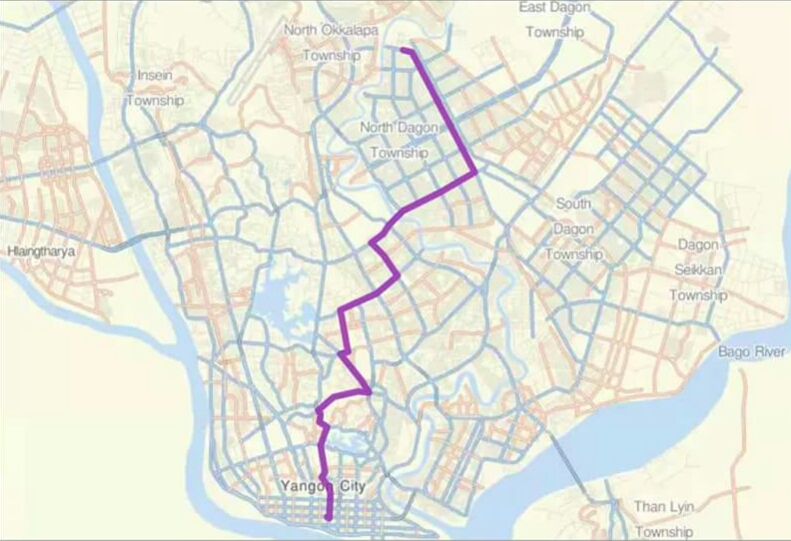 East Dagon
Township
North Okkalapa
Township
Insein
Township
North Dagon
Township
South
Dagon
Township
Hlaingtharya
Dagon
Seikkan
Township
Bago River
Yangon City
Than Lyin
Township